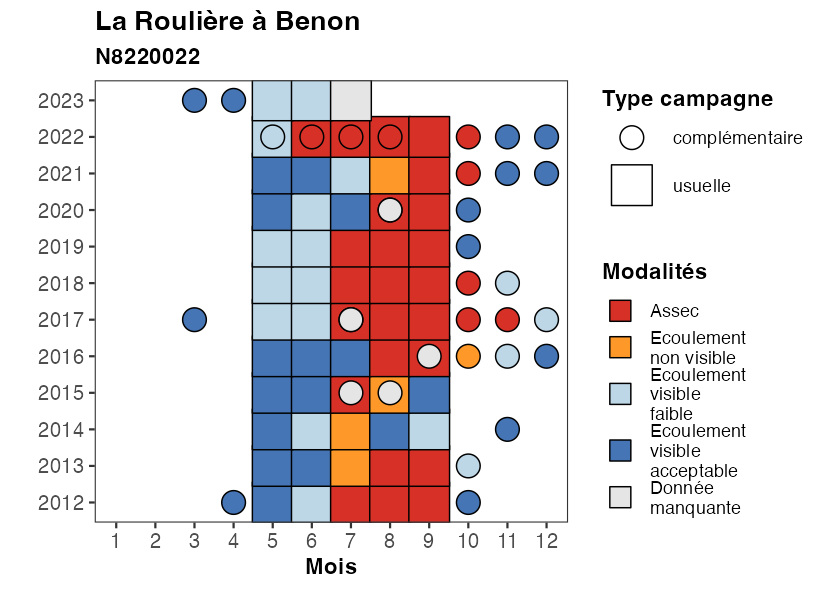 La Roulière à Benon
N8220022
2023
2022
2021
2020
2019
2018
2017
2016
2015
2014
2013
2012
1 2 3 4 5 6 7 8 9 10 11 12
Mois
Type campagne
complémentaire
usuelle
Modalités
Assec
Ecoulement
non visible
Ecoulement
visible
faible
Ecoulement
visible
acceptable
Donnée
manquante